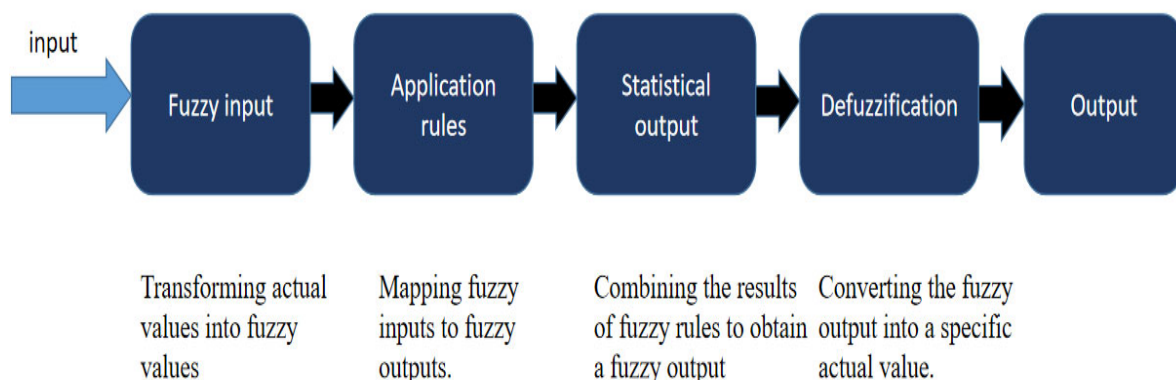 input
Fuzzy input
Application
rules
Statistical
output
Defuzzification
Output
Transforming actual
values into fuzzy
values
Mapping fuzzy
inputs to fuzzy
outputs.
Combining the results
of fuzzy rules to obtain
a fuzzy output
Converting the fuzzy
output into a specific
actual value.